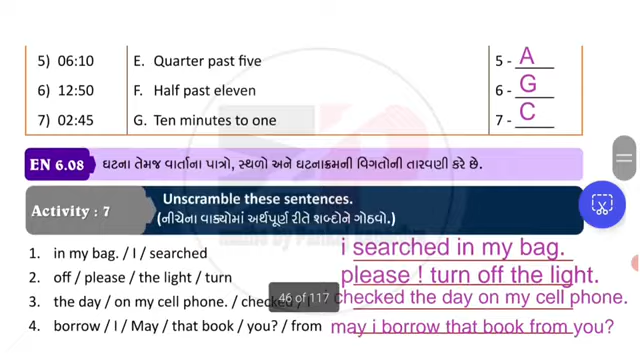 5) 06:10 E. Quarter past five 5 - A
6) 12:50 F. Half past eleven 6 - G
7) 02:45 G. Ten minutes to one 7 - C
EN 6.08 ઘટના તેમજ વાર્તાના પાત્રો, સ્થળો અને ઘટનાક્રમની વિગતોની તારવણી કરે છે.
Activity : 7 Unscramble these sentences.
(નીચેના વાક્યોમાં અર્થપૂર્ણ રીતે શબ્દોને ગોઠવો.)
1. in my bag. / I / searched i searched in my bag.
2. off / please / the light / turn please ! turn off the light.
3. the day / on my cell phone. / checked / I checked the day on my cell phone.
46 of 117
4. borrow / I / May / that book / you? / from may i borrow that book from you?